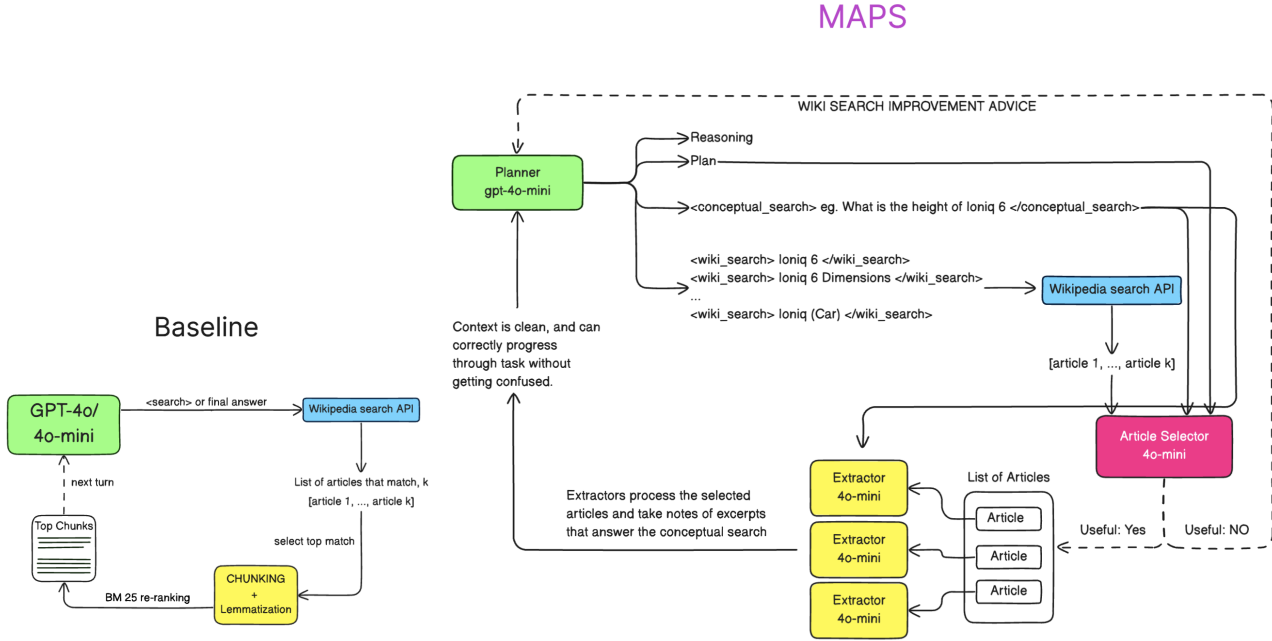 MAPS
WIKI SEARCH IMPROVEMENT ADVICE
Planner
gpt-4o-mini
Reasoning
Plan
<conceptual_search> eg. What is the height of Ioniq 6 </conceptual_search>
<wiki_search> Ioniq 6 </wiki_search>
<wiki_search> Ioniq 6 Dimensions </wiki_search>
...
<wiki_search> Ioniq (Car) </wiki_search>
Wikipedia search API
[article 1, ..., article k]
Article Selector
4o-mini
Useful: Yes
Useful: NO
List of Articles
Article
Article
Article
Extractor
4o-mini
Extractor
4o-mini
Extractor
4o-mini
Extractors process the selected
articles and take notes of excerpts
that answer the conceptual search
Context is clean, and can
correctly progress
through task without
getting confused.
Baseline
GPT-4o/
4o-mini
<search> or final answer
Wikipedia search API
List of articles that match, k
[article 1, ..., article k]
select top match
CHUNKING
+
Lemmatization
BM 25 re-ranking
Top Chunks
next turn